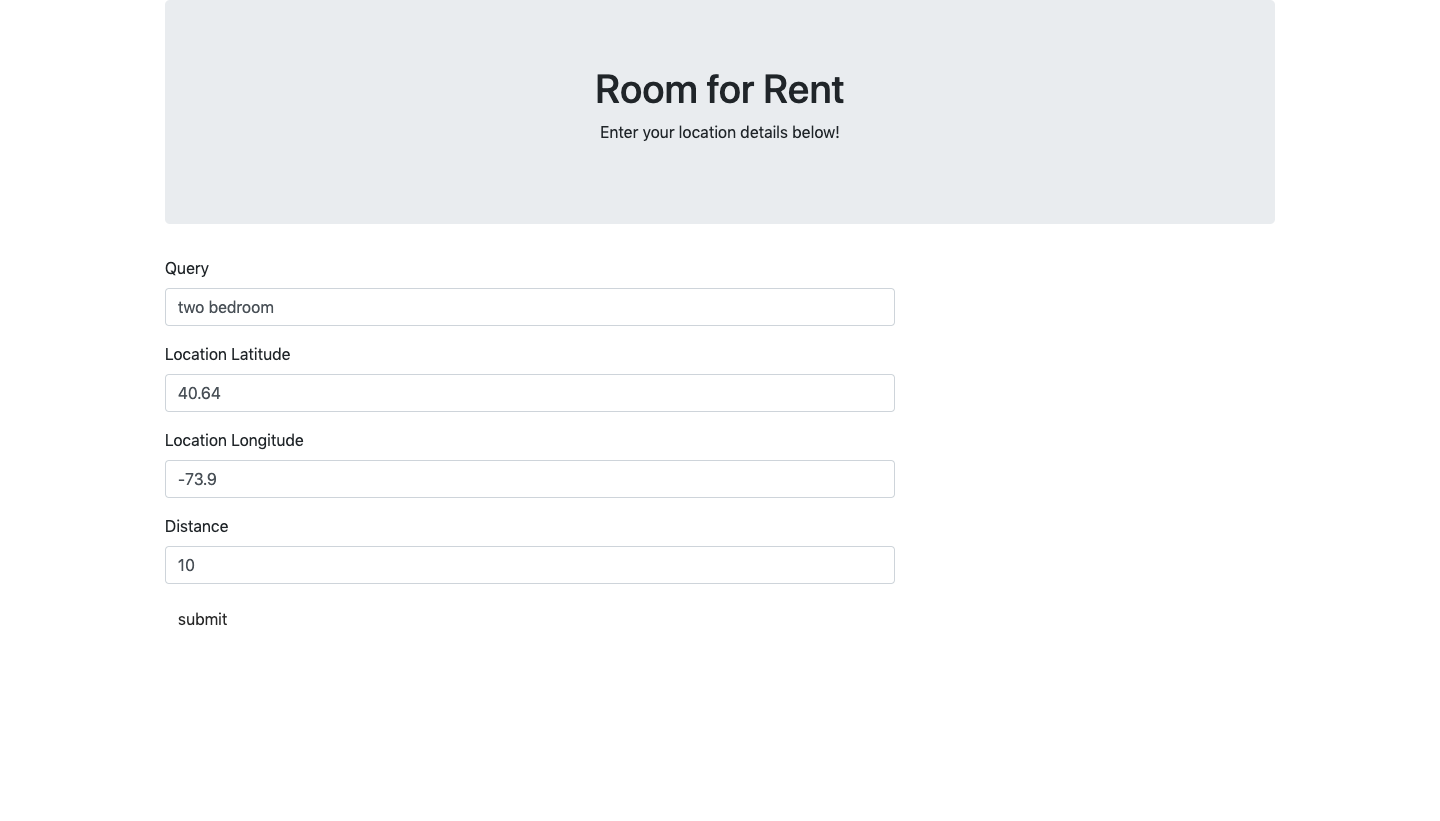 Room for Rent
Enter your location details below!
Query
two bedroom
Location Latitude
40.64
Location Longitude
-73.9
Distance
10
submit